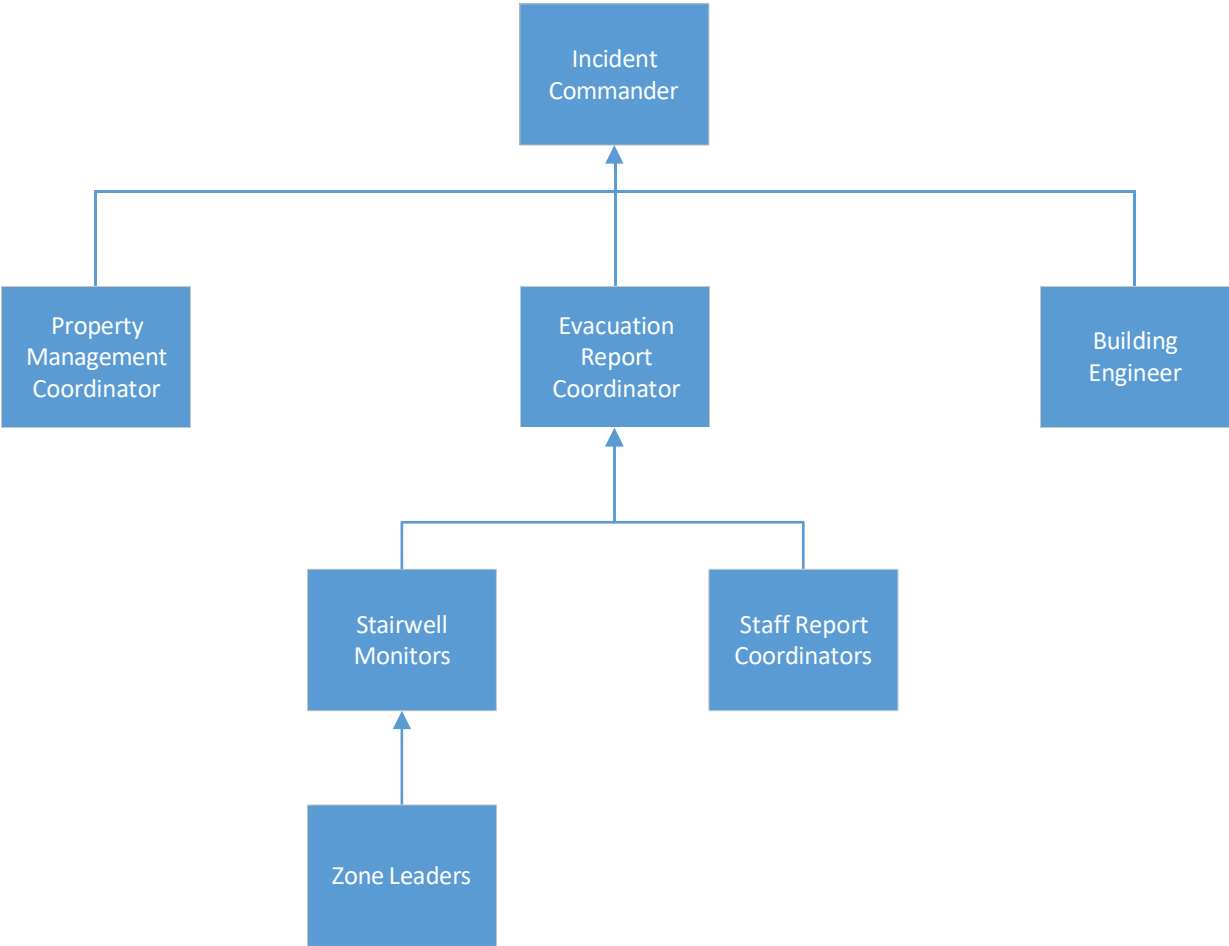 Incident
Commander
Property
Management
Coordinator
Evacuation
Report
Coordinator
Building
Engineer
Stairwell
Monitors
Staff Report
Coordinators
Zone Leaders